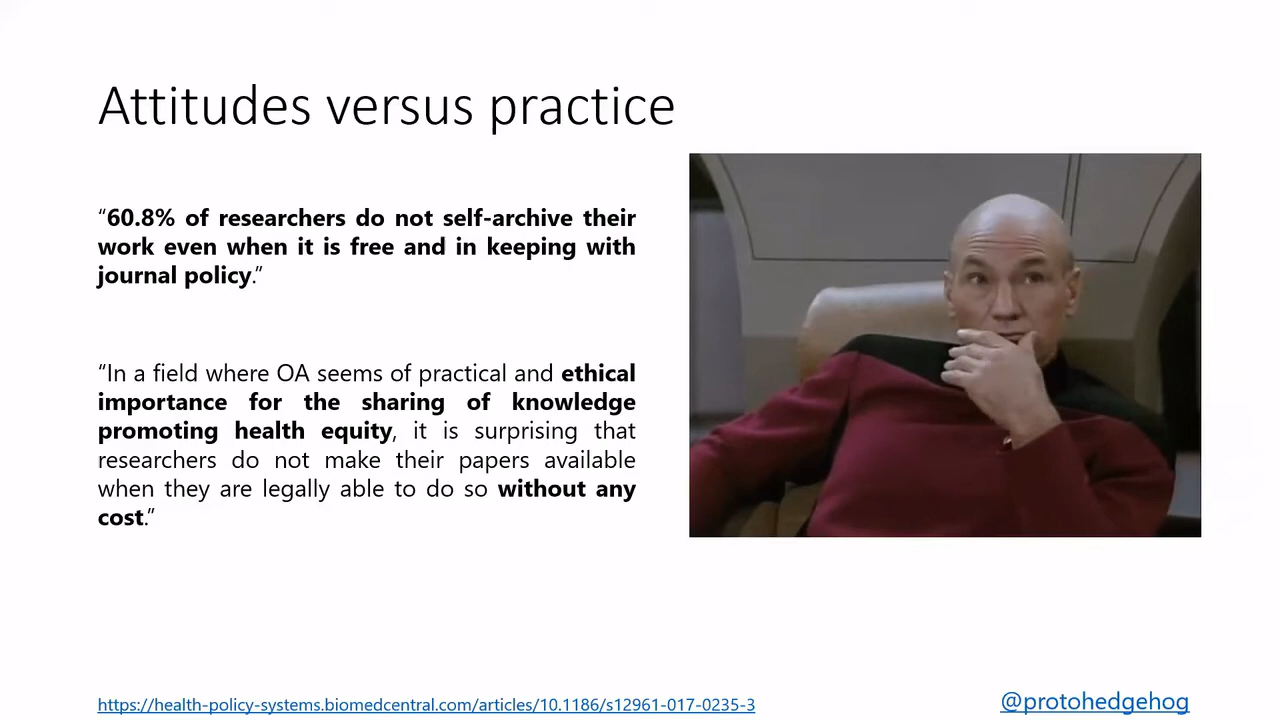 Attitudes versus practice
“60.8% of researchers do not self-archive their
work even when it is free and in keeping with
journal policy.”
“In a field where OA seems of practical and ethical
importance for the sharing of knowledge
promoting health equity, it is surprising that
researchers do not make their papers available
when they are legally able to do so without any
cost.”
https://health-policy-systems.biomedcentral.com/articles/10.1186/s12961-017-0235-3
@protohedgehog